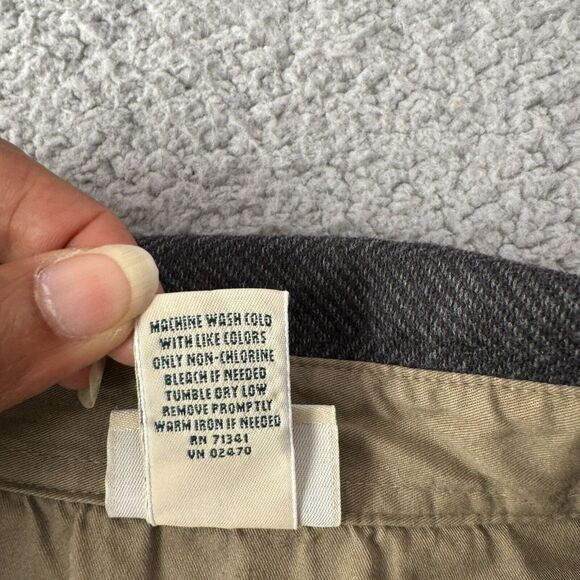 MACHINE WASH COLD
WITH LIKE COLORS
ONLY NON-CHLORINE
BLEACH IF NEEDED
TUMBLE DRY LOW
REMOVE PROMPTLY
WARM IRON IF NEEDED
RN 71341
VN 02470